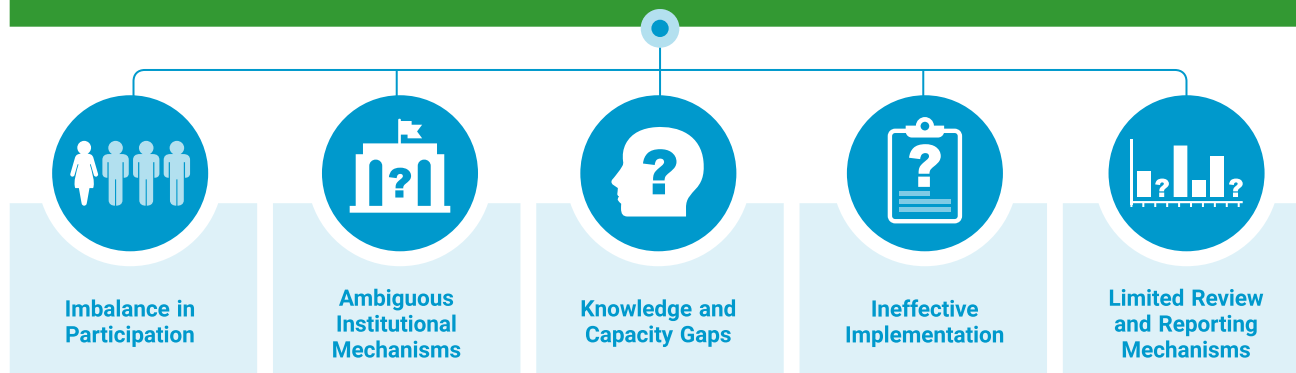 ?
?
?
? ?
Imbalance in
Participation
Ambiguous
Institutional
Mechanisms
Knowledge and
Capacity Gaps
Ineffective
Implementation
Limited Review
and Reporting
Mechanisms